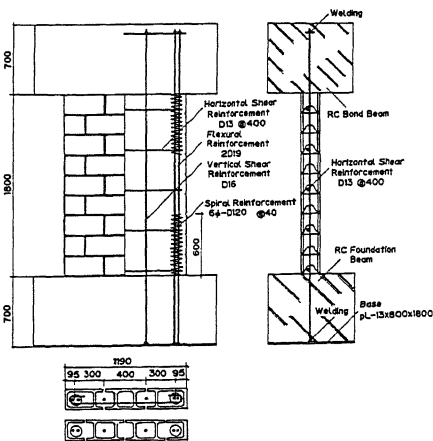 Welding
700
RC Bond Beam
Horizontal Shear
Reinforcement
D13 @400
Flexural
Reinforcement
2D19
Vertical Shear
Reinforcement
D16
Horizontal Shear
Reinforcement
D13 @400
1800
Spiral Reinforcement
6ϕ-D120 @40
600
RC Foundation
Beam
700
Welding
Base
pL-13x800x1800
1190
95 300 400 300 95